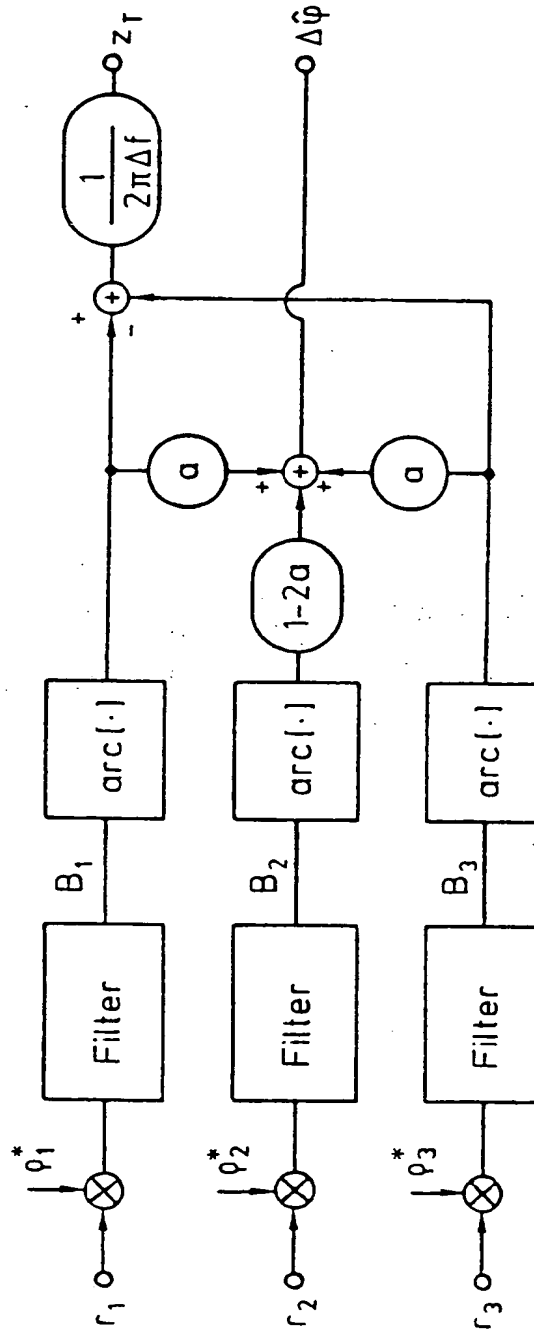 r₁
ρ₁*
Filter
B₁
arc(·)
+
-
+
1
2πΔf
z_T
a
+
r₂
ρ₂*
Filter
B₂
arc(·)
1-2a
+
Δφ̂
+
a
r₃
ρ₃*
Filter
B₃
arc(·)